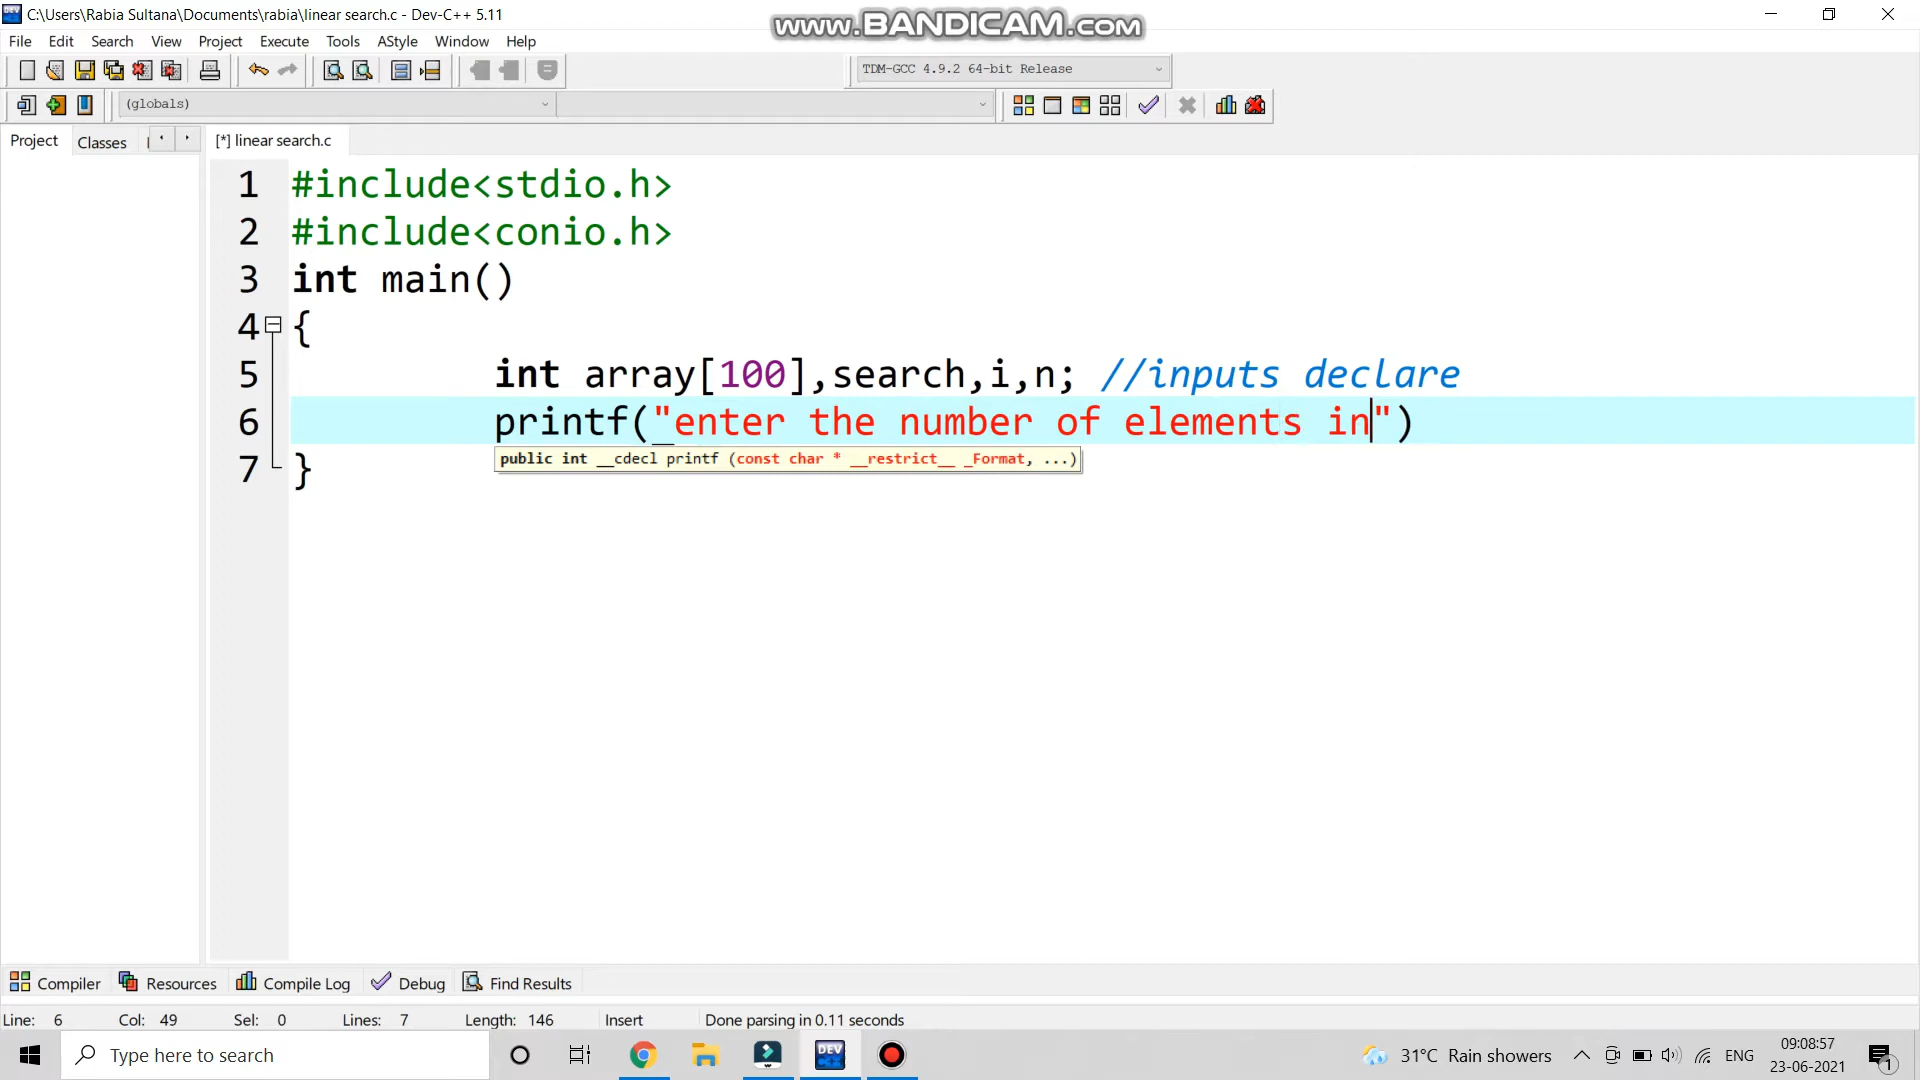 C:\Users\Rabia Sultana\Documents\rabia\linear search.c - Dev-C++ 5.11
www.BANDICAM.com
File Edit Search View Project Execute Tools AStyle Window Help
TDM-GCC 4.9.2 64-bit Release
(globals)
Project Classes
[*] linear search.c
1 #include<stdio.h>
2 #include<conio.h>
3 int main()
4 {
5 int array[100],search,i,n; //inputs declare
6 printf("enter the number of elements in")
public int __cdecl printf (const char * __restrict__ _Format, ...)
7 }
Compiler Resources Compile Log Debug Find Results
Line: 6 Col: 49 Sel: 0 Lines: 7 Length: 146 Insert Done parsing in 0.11 seconds
Type here to search
DEV
31°C Rain showers
ENG
09:08:57
23-06-2021
1